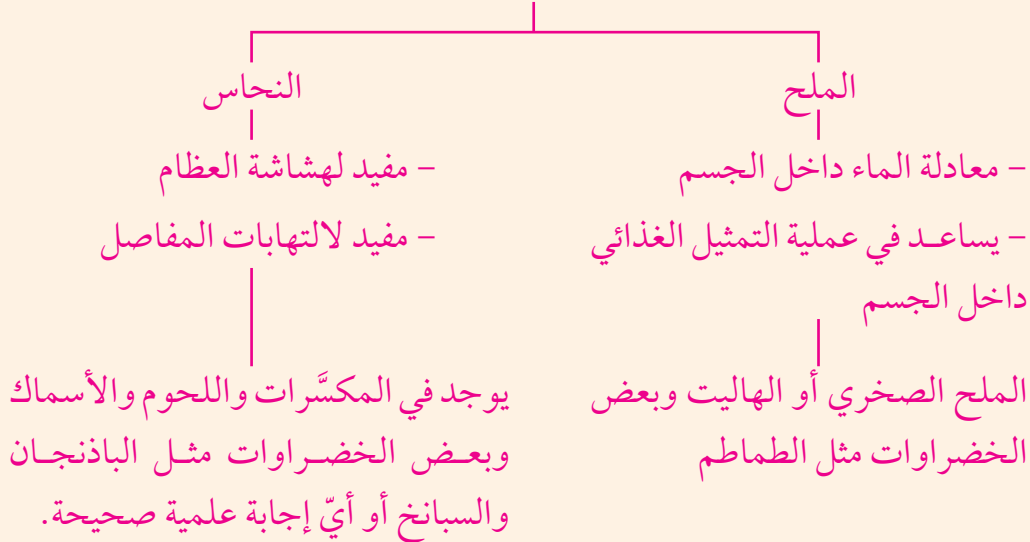 الملح
– معادلة الماء داخل الجسم
– يساعد في عملية التمثيل الغذائي
داخل الجسم
الملح الصخري أو الهاليت وبعض
الخضراوات مثل الطماطم
النحاس
– مفيد لهشاشة العظام
– مفيد لالتهابات المفاصل
يوجد في المكسَّرات واللحوم والأسماك
وبعض الخضراوات مثل الباذنجان
والسبانخ أو أيّ إجابة علمية صحيحة.